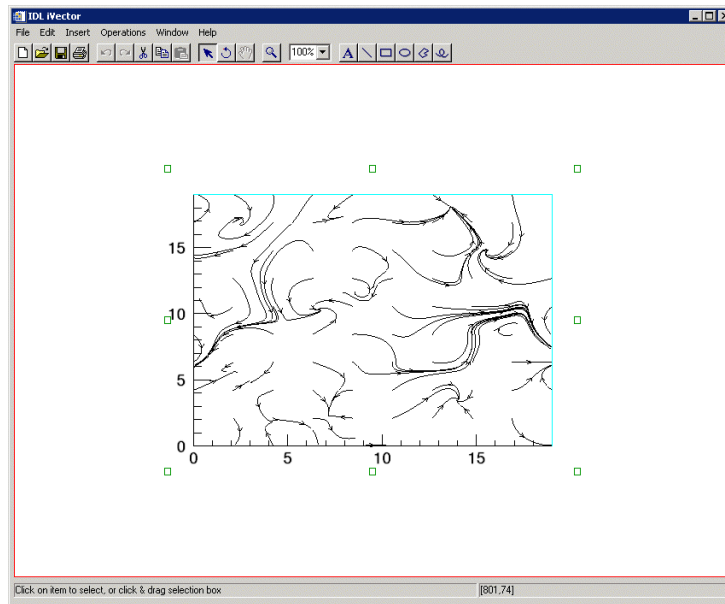 IDL iVector
File Edit Insert Operations Window Help
100% A
15
10
5
0
0 5 10 15
Click on item to select, or click & drag selection box [801,74]